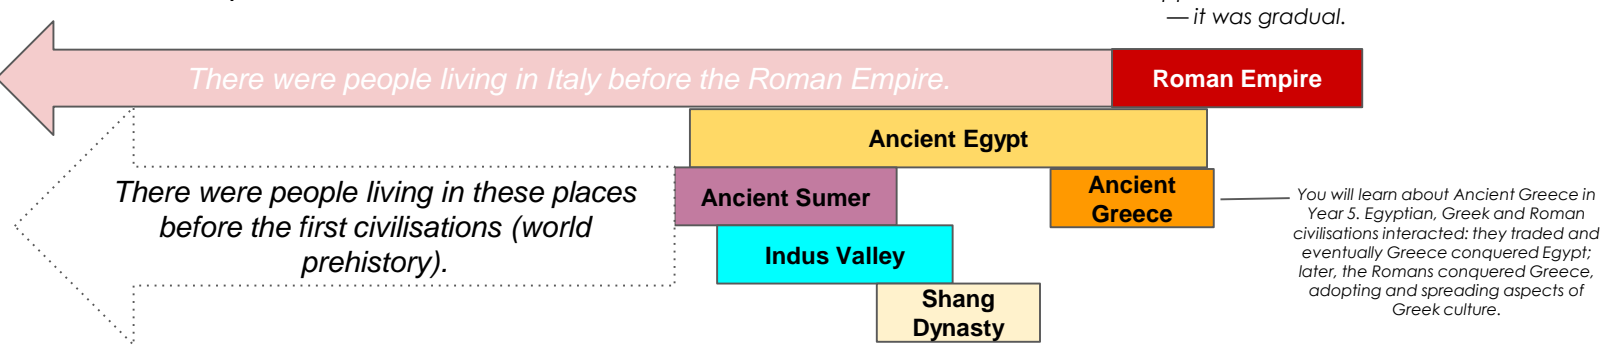 — it was gradual.
There were people living in Italy before the Roman Empire.
Roman Empire
Ancient Egypt
There were people living in these places
before the first civilisations (world
prehistory).
Ancient Sumer
Ancient
Greece
Indus Valley
Shang
Dynasty
You will learn about Ancient Greece in
Year 5. Egyptian, Greek and Roman
civilisations interacted: they traded and
eventually Greece conquered Egypt;
later, the Romans conquered Greece,
adopting and spreading aspects of
Greek culture.